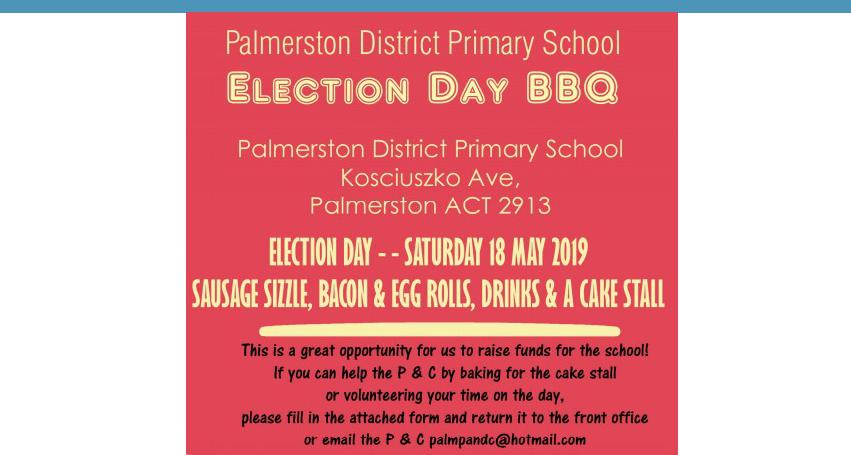 Palmerston District Primary School
ELECTION DAY BBQ
Palmerston District Primary School
Kosciuszko Ave,
Palmerston ACT 2913
ELECTION DAY - - SATURDAY 18 MAY 2019
SAUSAGE SIZZLE, BACON & EGG ROLLS, DRINKS & A CAKE STALL
This is a great opportunity for us to raise funds for the school!
If you can help the P & C by baking for the cake stall
or volunteering your time on the day,
please fill in the attached form and return it to the front office
or email the P & C palmpandc@hotmail.com